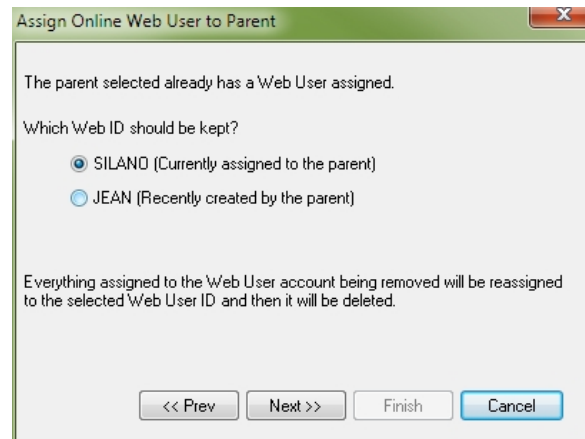 Assign Online Web User to Parent
The parent selected already has a Web User assigned.
Which Web ID should be kept?
SILANO (Currently assigned to the parent)
JEAN (Recently created by the parent)
Everything assigned to the Web User account being removed will be reassigned
to the selected Web User ID and then it will be deleted.
<< Prev Next >> Finish Cancel